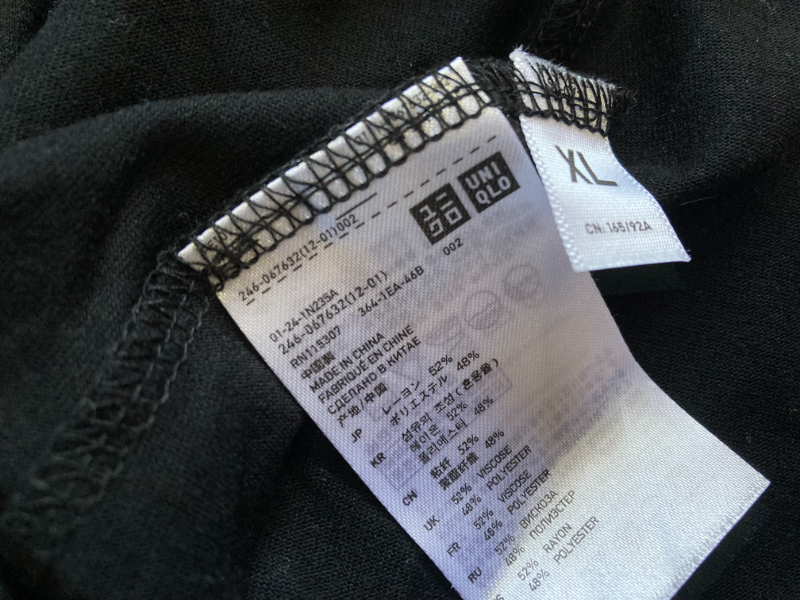 ユニ
クロ
UNI
QLO
XL
CN: 165/92A
246-067632(12-01)002
002
01-24-1N235A
246-067632(12-01)
RN115307 364-1EA-46B
中国製
MADE IN CHINA
FABRIQUÉ EN CHINE
СДЕЛАНО В КИТАЕ
产地/中国
JP レーヨン 52%
ポリエステル 48%
KR 섬유의 조성(혼용율)
레이온 52%
폴리에스터 48%
CN 粘纤 52%
聚酯纤维 48%
UK 52% VISCOSE
48% POLYESTER
FR 52% VISCOSE
48% POLYESTER
RU 52% ВИСКОЗА
48% ПОЛИЭСТЕР
52% RAYON
48% POLYESTER